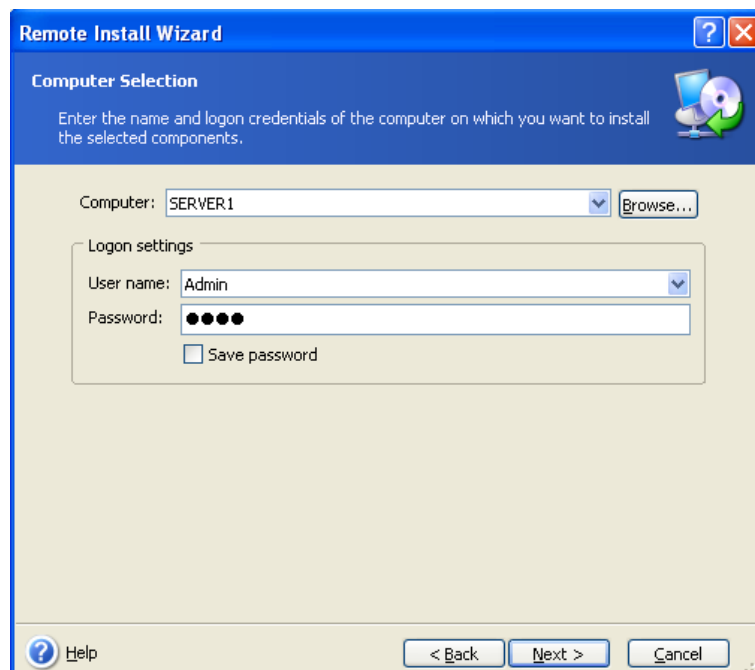 Remote Install Wizard
Computer Selection
Enter the name and logon credentials of the computer on which you want to install
the selected components.
Computer: SERVER1 Browse...
Logon settings
User name: Admin
Password: ●●●●
Save password
Help < Back Next > Cancel